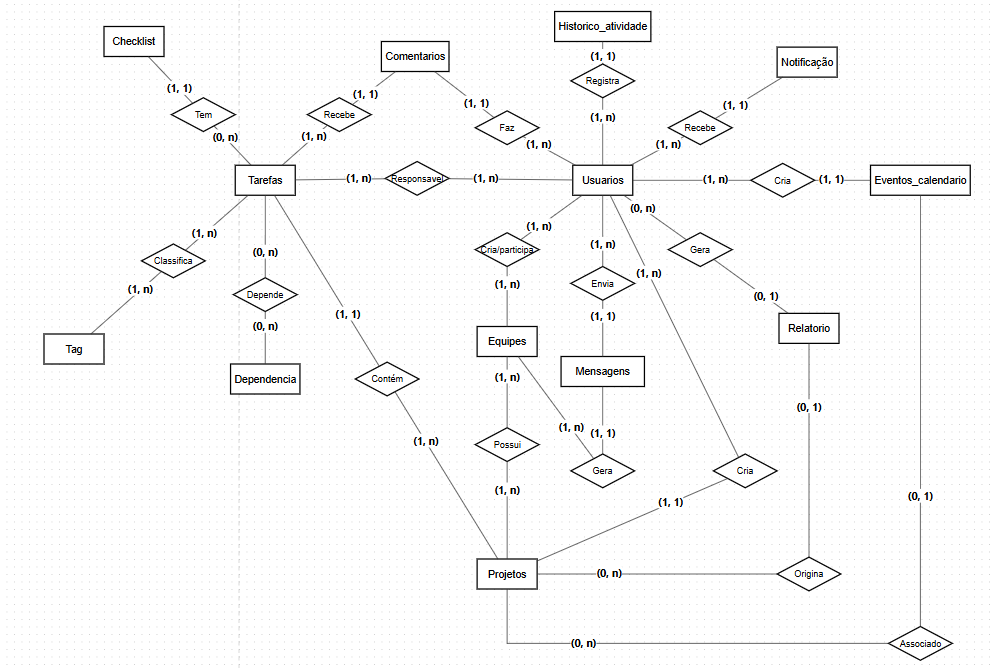 Historico_atividade
Checklist
Comentarios
(1, 1)
Notificação
Registra
(1, 1)
(1, 1)
(1, 1)
(1, 1)
Tem
Recebe
(1, 1)
Faz
(1, n)
Recebe
(0, n)
(1, n)
(1, n)
(1, n)
Tarefas
(1, n)
Responsavel
(1, n)
Usuarios
(1, n)
Cria
(1, 1)
Eventos_calendario
(0, n)
(1, n)
(1, n)
(0, n)
Classifica
Cria/participa
(1, n)
Gera
(1, n)
(1, n)
(1, n)
Depende
Envia
(0, 1)
(0, n)
(1, 1)
(1, 1)
Relatorio
Tag
Equipes
Dependencia
Contém
(1, n)
Mensagens
(0, 1)
(1, n)
(1, n)
(1, 1)
Possui
Gera
Cria
(1, n)
(1, 1)
(0, 1)
Projetos
(0, n)
Origina
(0, n)
Associado